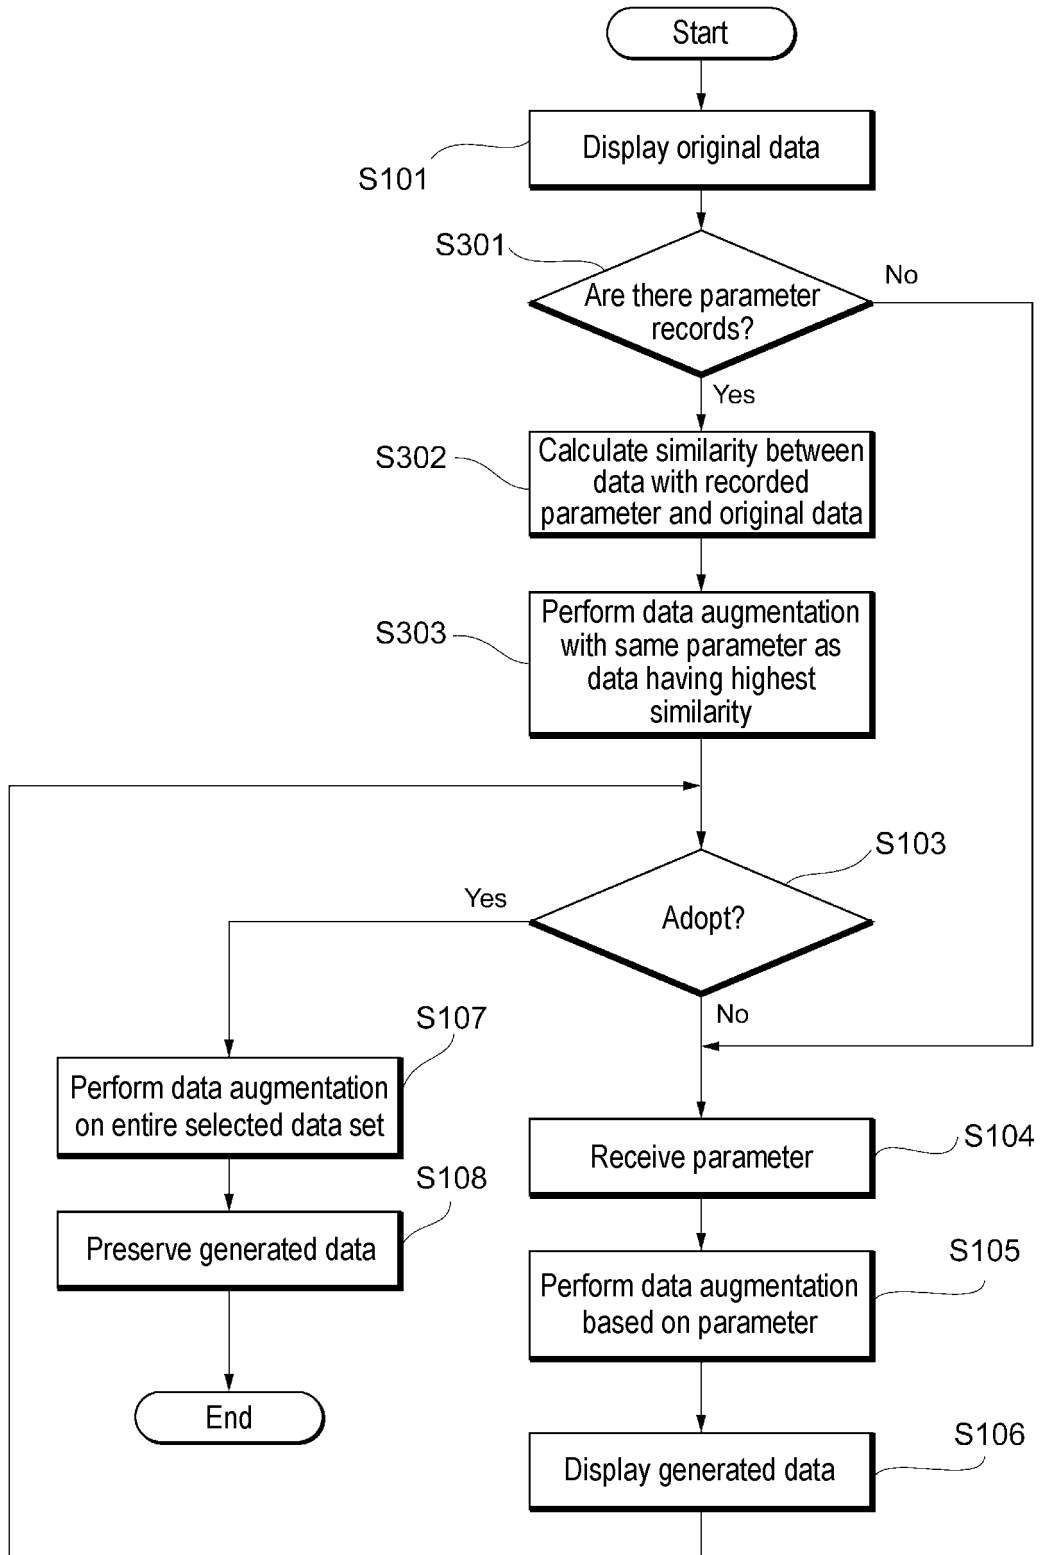 Start
Display original data
S101
S301
Are there parameter
records?
No
Yes
S302
Calculate similarity between
data with recorded
parameter and original data
S303
Perform data augmentation
with same parameter as
data having highest
similarity
S103
Adopt?
Yes
No
S107
Perform data augmentation
on entire selected data set
S108
Preserve generated data
End
S104
Receive parameter
S105
Perform data augmentation
based on parameter
S106
Display generated data